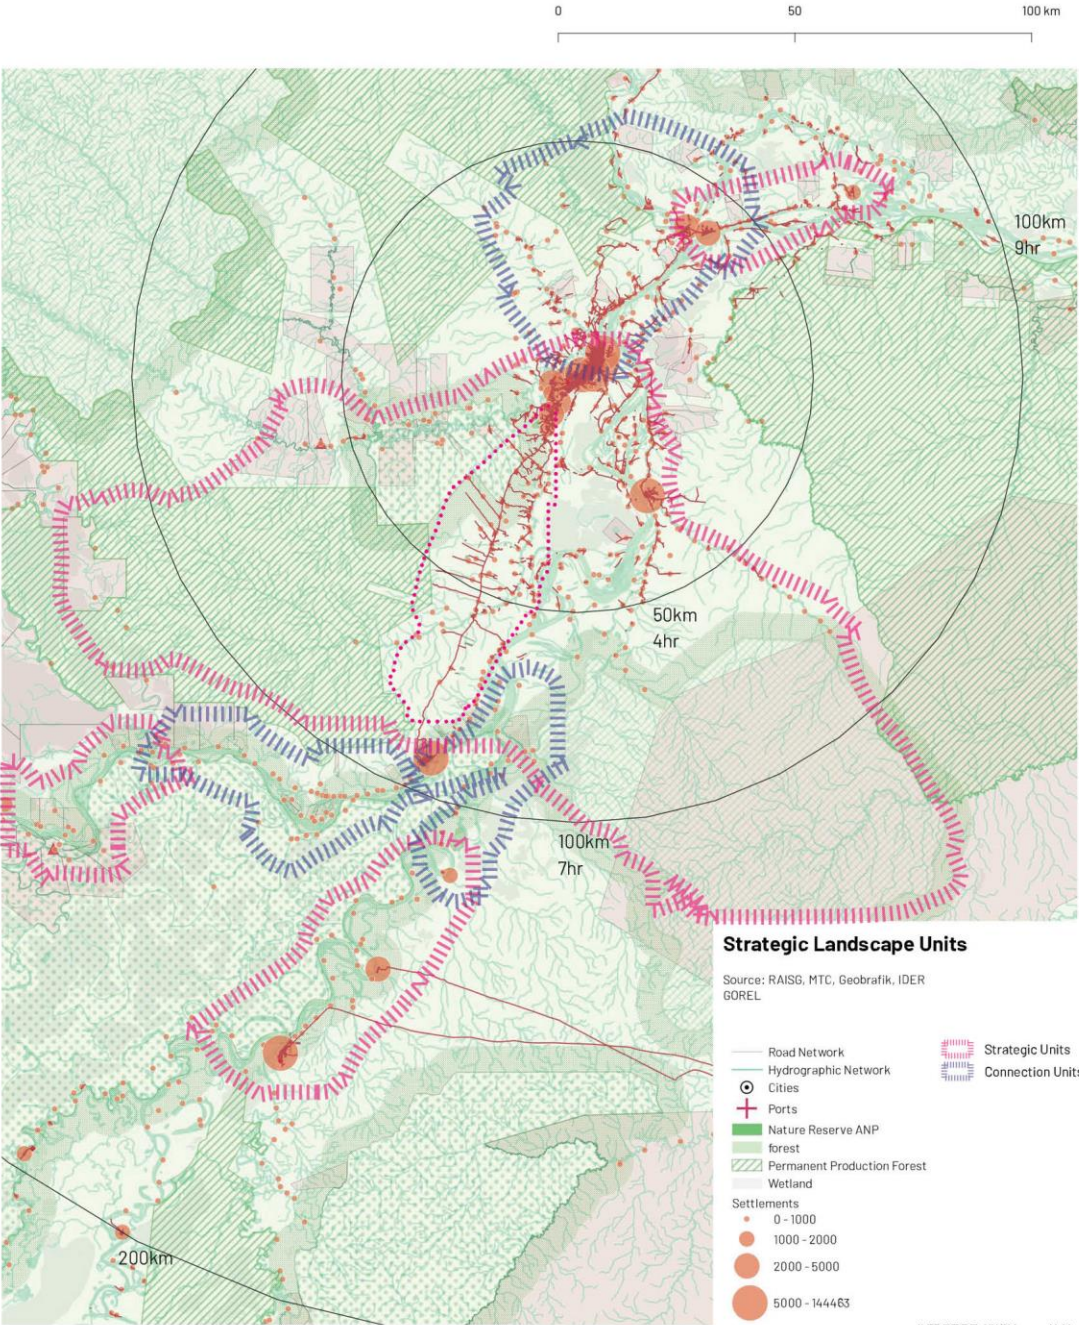 0 50 100 km
100km
9hr
50km
4hr
100km
7hr
200km
Strategic Landscape Units
Source: RAISG, MTC, Geobrafik, IDER
GOREL
Road Network
Hydrographic Network
Cities
Ports
Nature Reserve ANP
forest
Permanent Production Forest
Wetland
Settlements
0 - 1000
1000 - 2000
2000 - 5000
5000 - 144463
Strategic Units
Connection Units